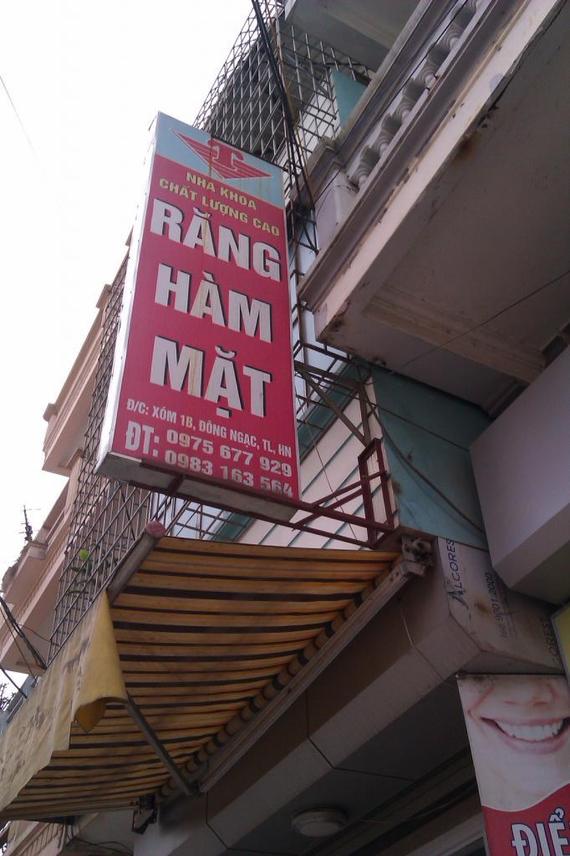 NHA KHOA
CHẤT LƯỢNG CAO
RĂNG
HÀM
MẶT
Đ/C: XÓM 1B, ĐÔNG NGẠC, TL, HN
ĐT: 0975 677 929
0983 163 564
ALCORES
ĐIỂ